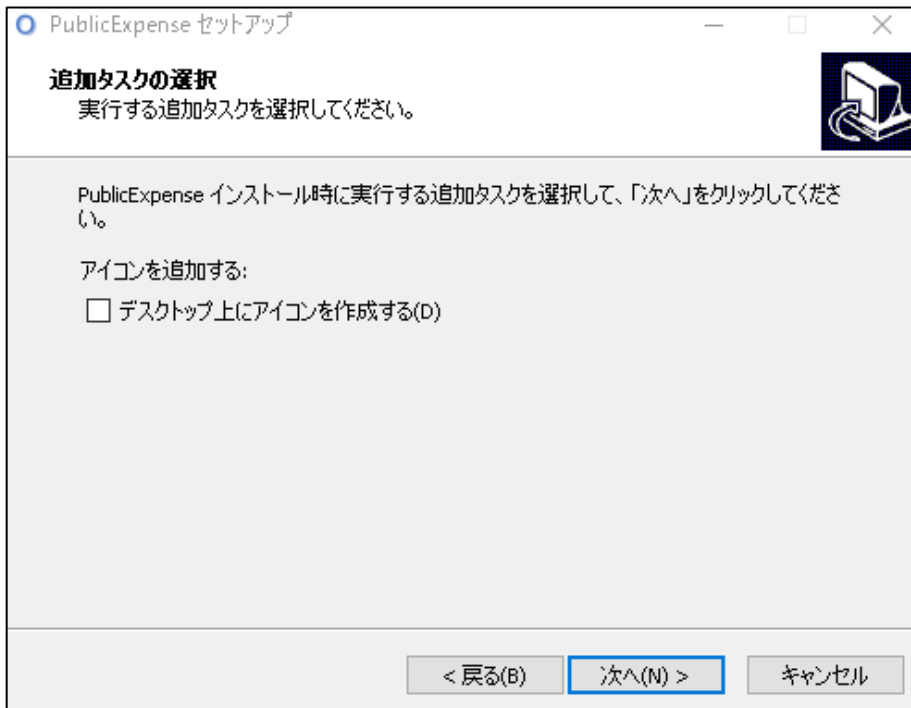 PublicExpense セットアップ
追加タスクの選択
実行する追加タスクを選択してください。
PublicExpense インストール時に実行する追加タスクを選択して、「次へ」をクリックしてくださ
い。
アイコンを追加する:
デスクトップ上にアイコンを作成する(D)
< 戻る(B) 次へ(N) > キャンセル